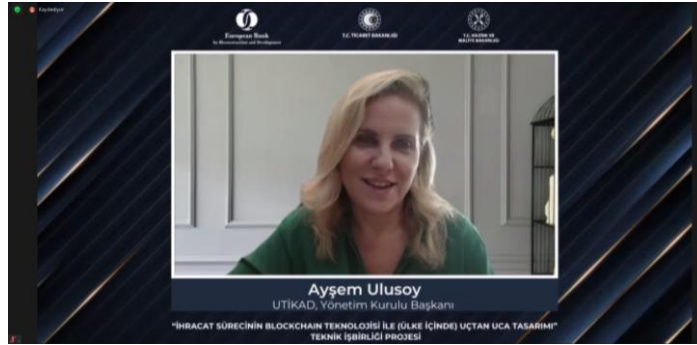 Kaydediliyor
European Bank
for Reconstruction and Development
T.C. TİCARET BAKANLIĞI
T.C. HAZİNE VE
MALİYE BAKANLIĞI
Ayşem Ulusoy
UTİKAD, Yönetim Kurulu Başkanı
"İHRACAT SÜRECİNİN BLOCKCHAIN TEKNOLOJİSİ İLE (ÜLKE İÇİNDE) UÇTAN UCA TASARIMI"
TEKNİK İŞBİRLİĞİ PROJESİ